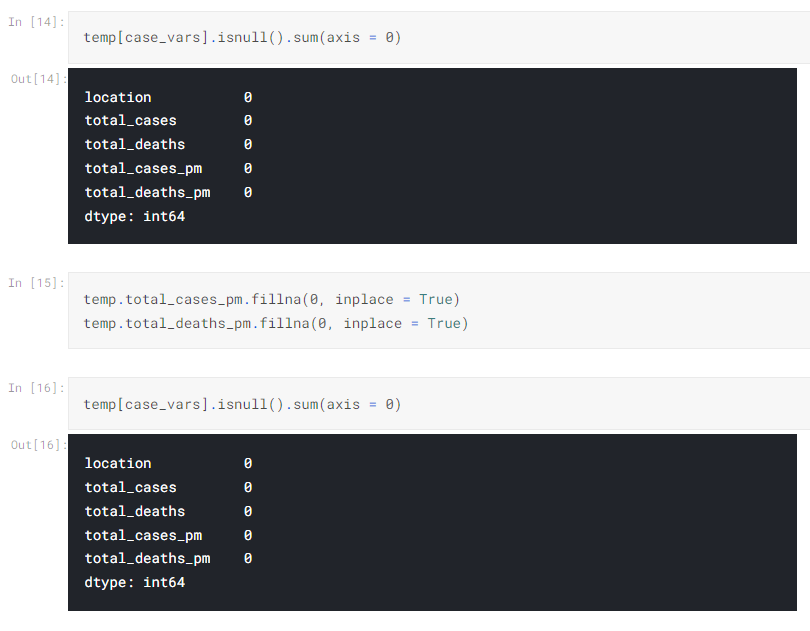 In [14]:
temp[case_vars].isnull().sum(axis = 0)
Out[14]:
location 0
total_cases 0
total_deaths 0
total_cases_pm 0
total_deaths_pm 0
dtype: int64
In [15]:
temp.total_cases_pm.fillna(0, inplace = True)
temp.total_deaths_pm.fillna(0, inplace = True)
In [16]:
temp[case_vars].isnull().sum(axis = 0)
Out[16]:
location 0
total_cases 0
total_deaths 0
total_cases_pm 0
total_deaths_pm 0
dtype: int64